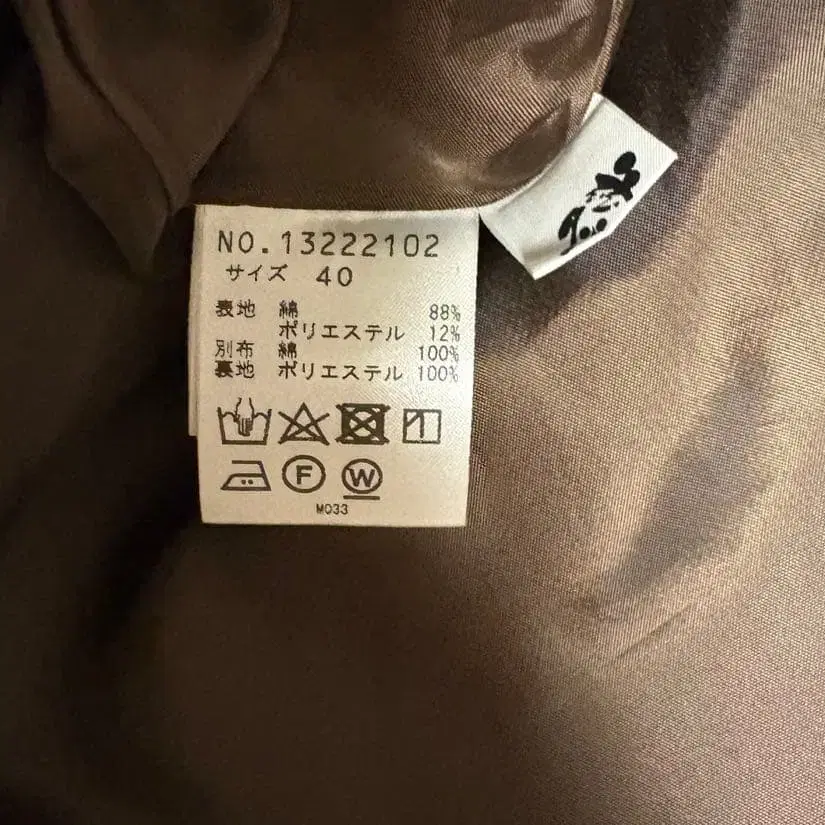 NO.13222102
サイズ 40
表地 綿 88%
ポリエステル 12%
別布 綿 100%
裏地 ポリエステル 100%
F W
M033